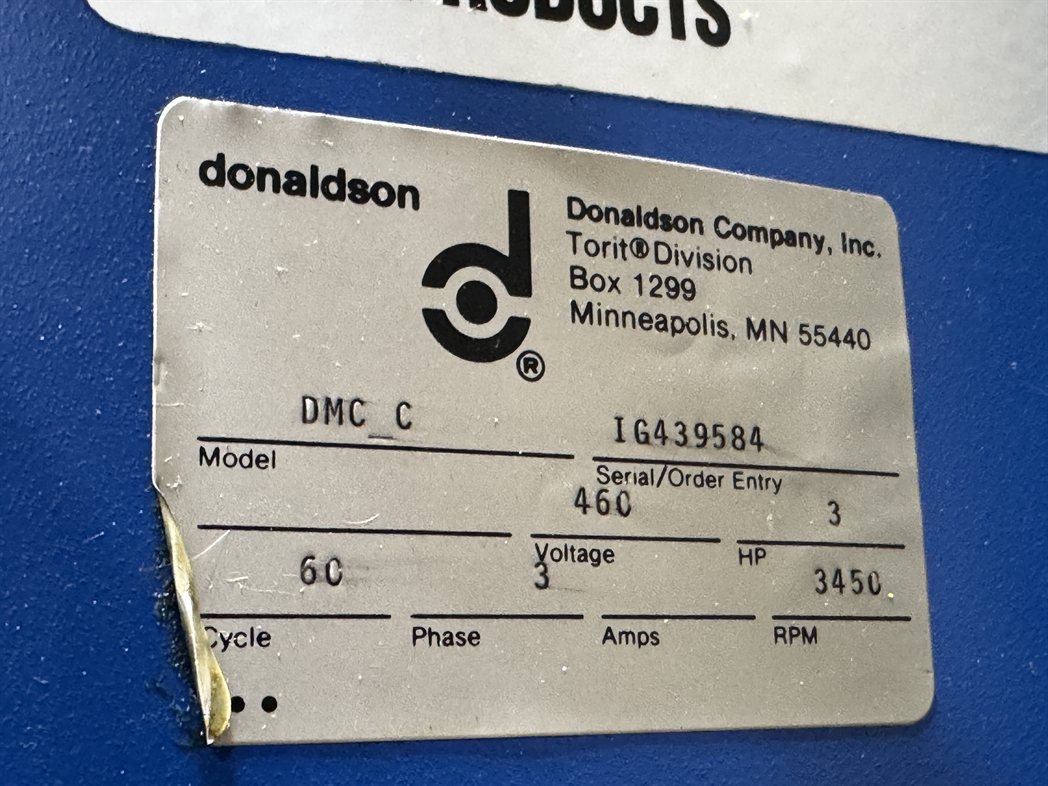 PRODUCTS
donaldson
d
®
Donaldson Company, Inc.
Torit® Division
Box 1299
Minneapolis, MN 55440
DMC_C
IG439584
Model
Serial/Order Entry
460
3
Voltage
HP
60
3
3450
Cycle
Phase
Amps
RPM